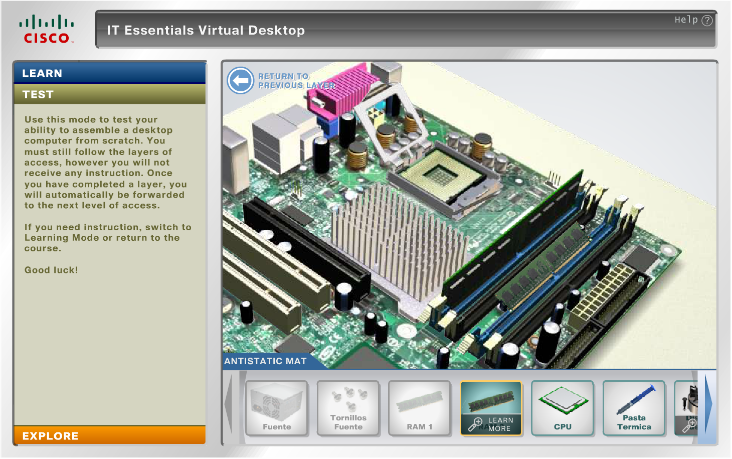 CISCO
IT Essentials Virtual Desktop
Help ?
LEARN
TEST
Use this mode to test your
ability to assemble a desktop
computer from scratch. You
must still follow the layers of
access, however you will not
receive any instruction. Once
you have completed a layer, you
will automatically be forwarded
to the next level of access.
If you need instruction, switch to
Learning Mode or return to the
course.
Good luck!
EXPLORE
RETURN TO
PREVIOUS LAYER
ANTISTATIC MAT
Fuente
Tornillos
Fuente
RAM 1
LEARN
MORE
CPU
Pasta
Termica